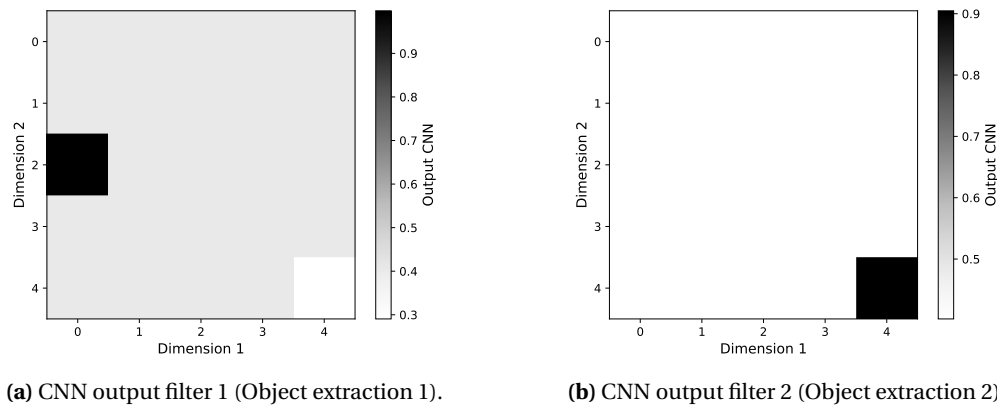 0
1
2
3
4
Dimension 2
0 1 2 3 4
Dimension 1
0.9
0.8
0.7
0.6
0.5
0.4
0.3
Output CNN
0
1
2
3
4
Dimension 2
0 1 2 3 4
Dimension 1
0.9
0.8
0.7
0.6
0.5
Output CNN
(a) CNN output filter 1 (Object extraction 1).
(b) CNN output filter 2 (Object extraction 2)